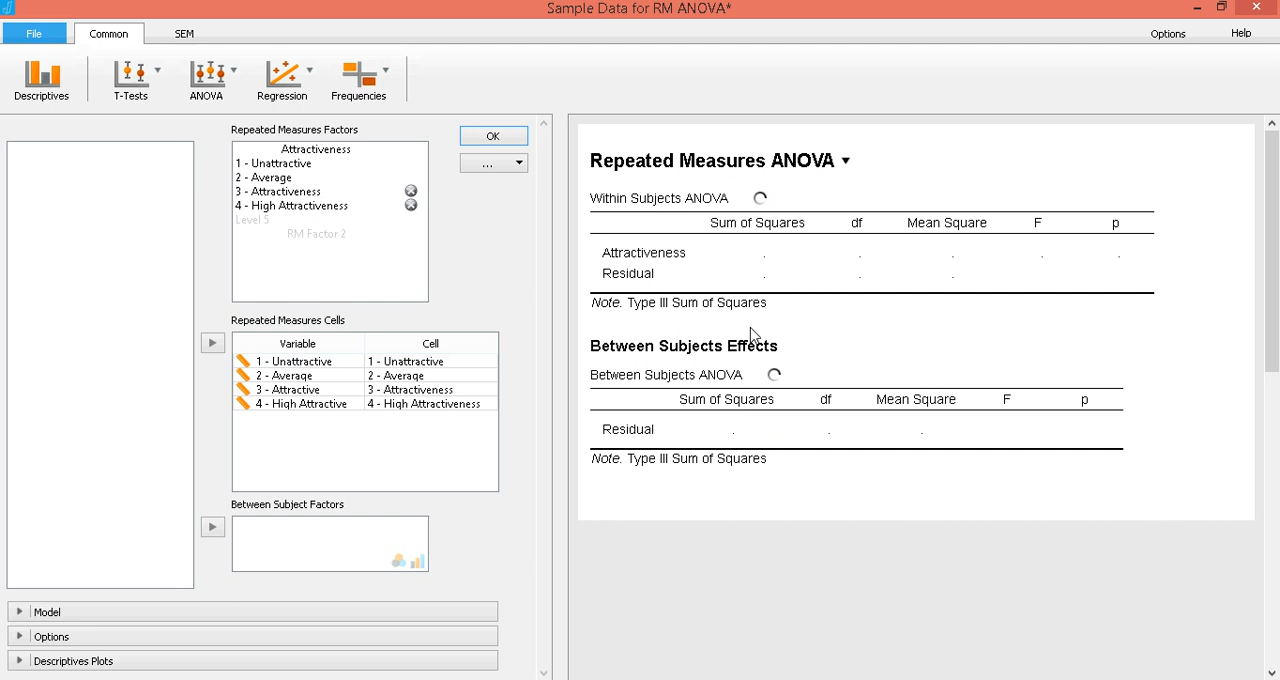 Sample Data for RM ANOVA*
File Common SEM Options Help
Descriptives T-Tests ANOVA Regression Frequencies
Repeated Measures Factors
Attractiveness
1 - Unattractive
2 - Average
3 - Attractiveness
4 - High Attractiveness
Level 5
RM Factor 2
OK
...
Repeated Measures Cells
Variable Cell
1 - Unattractive 1 - Unattractive
2 - Average 2 - Average
3 - Attractive 3 - Attractiveness
4 - High Attractive 4 - High Attractiveness
Between Subject Factors
Model
Options
Descriptives Plots
Repeated Measures ANOVA
Within Subjects ANOVA
Sum of Squares df Mean Square F p
Attractiveness . . . . .
Residual . . .
Note. Type III Sum of Squares
Between Subjects Effects
Between Subjects ANOVA
Sum of Squares df Mean Square F p
Residual . . .
Note. Type III Sum of Squares